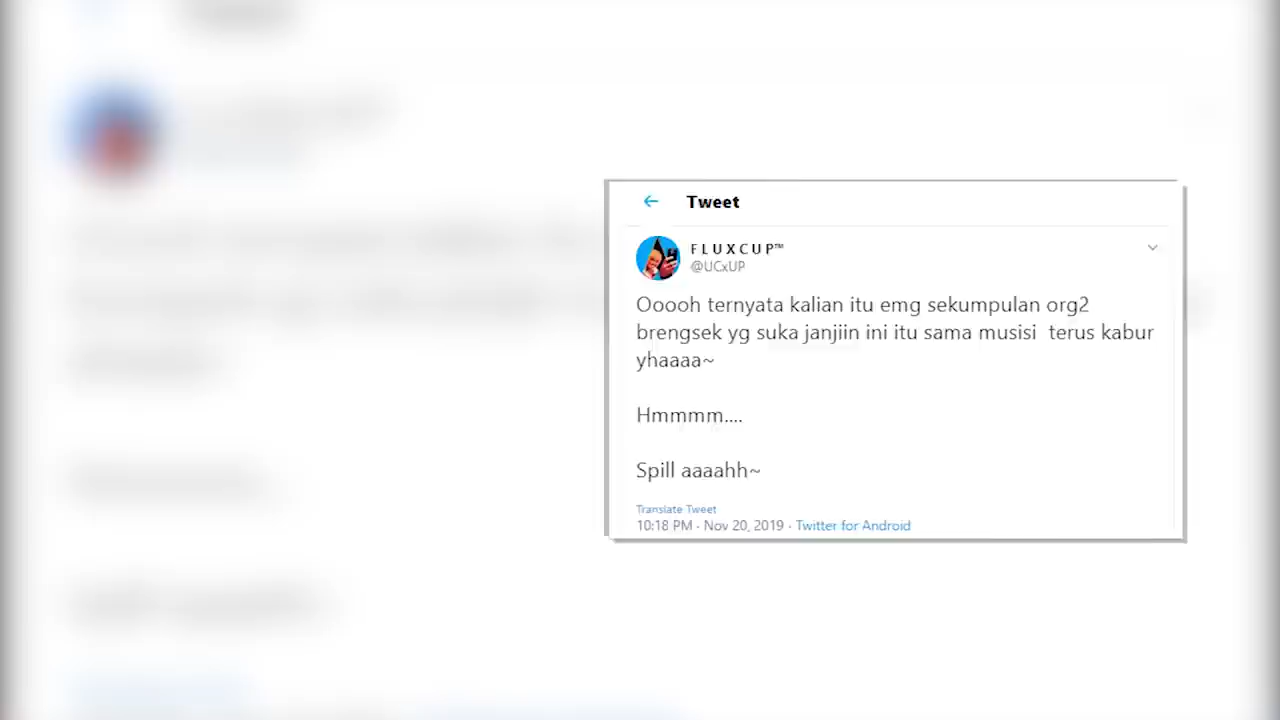 Tweet
FLUXCUP™
@UCxUP
Ooooh ternyata kalian itu emg sekumpulan org2
brengsek yg suka janjiin ini itu sama musisi terus kabur
yhaaaa~
Hmmmm....
Spill aaaahh~
Translate Tweet
10:18 PM · Nov 20, 2019 · Twitter for Android